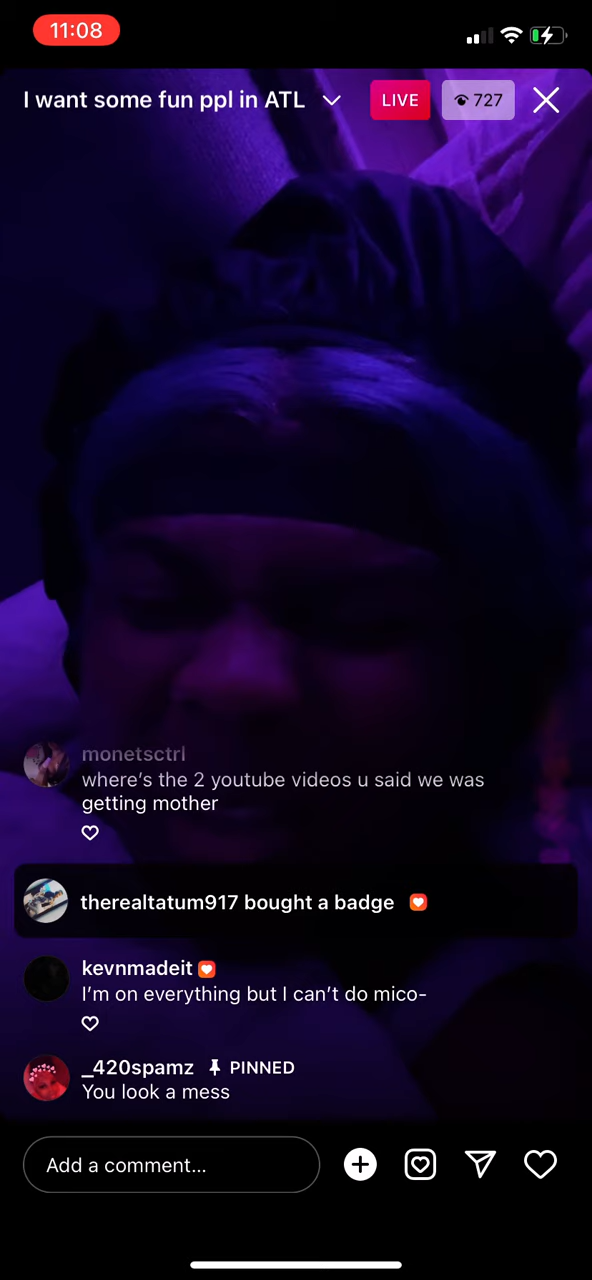 11:08
I want some fun ppl in ATL
LIVE
727
monetsctrl
where's the 2 youtube videos u said we was
getting mother
therealtatum917 bought a badge
kevnmadeit
I'm on everything but I can't do mico-
_420spamz PINNED
You look a mess
Add a comment...